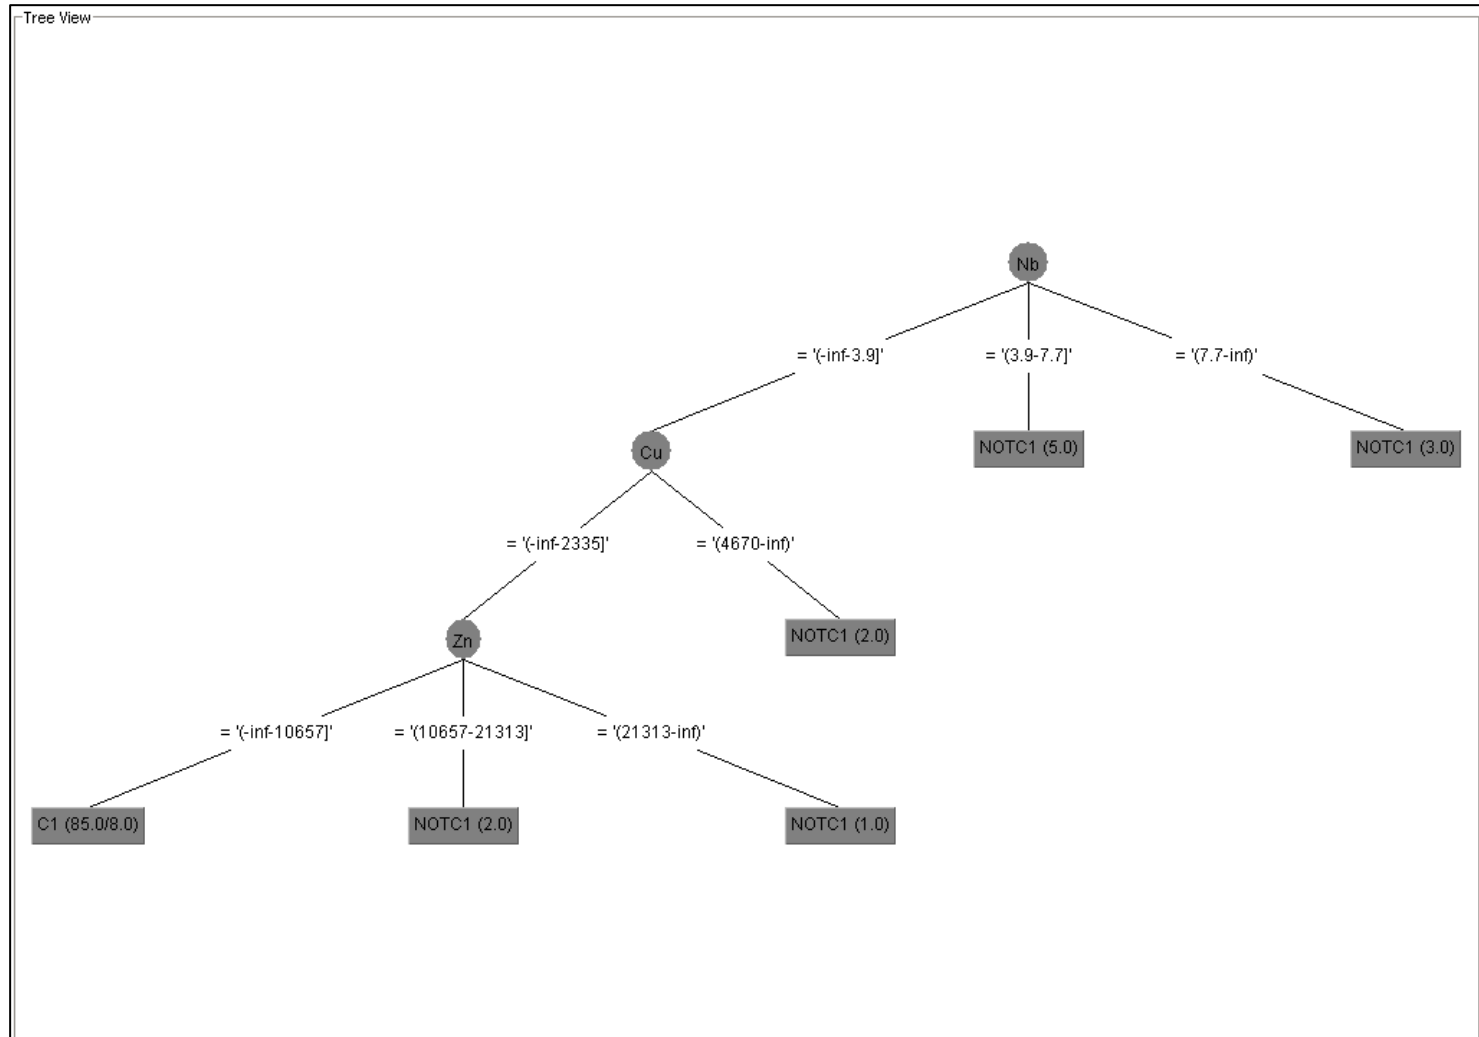 Tree View
Nb
= '(-inf-3.9]'
= '(3.9-7.7]'
= '(7.7-inf)'
Cu
NOTC1 (5.0)
NOTC1 (3.0)
= '(-inf-2335]'
= '(4670-inf)'
Zn
NOTC1 (2.0)
= '(-inf-10657]'
= '(10657-21313]'
= '(21313-inf)'
C1 (85.0/8.0)
NOTC1 (2.0)
NOTC1 (1.0)